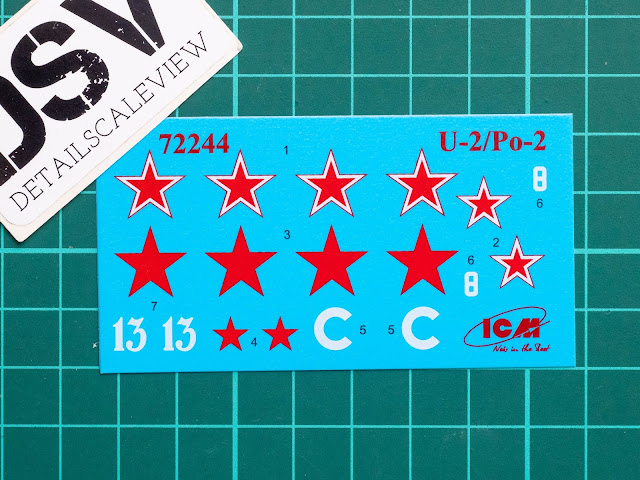 DSV
DETAILSCALEVIEW
72244
U-2/Po-2
1
8
6
3
2
6
8
7
13 13
4
C 5
5 C
ICM